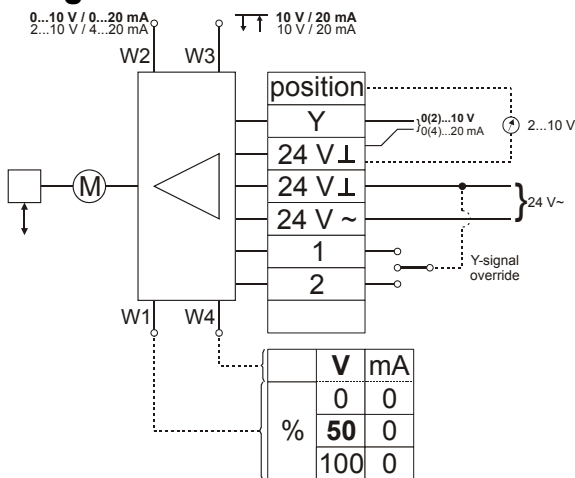 0...10 V / 0...20 mA
2...10 V / 4...20 mA
10 V / 20 mA
10 V / 20 mA
W2
W3
position
Y
0(2)...10 V
0(4)...20 mA
2...10 V
24 V ⊥
24 V ⊥
24 V ~
24 V~
M
1
2
Y-signal
override
W1
W4
V mA
0 0
% 50 0
100 0